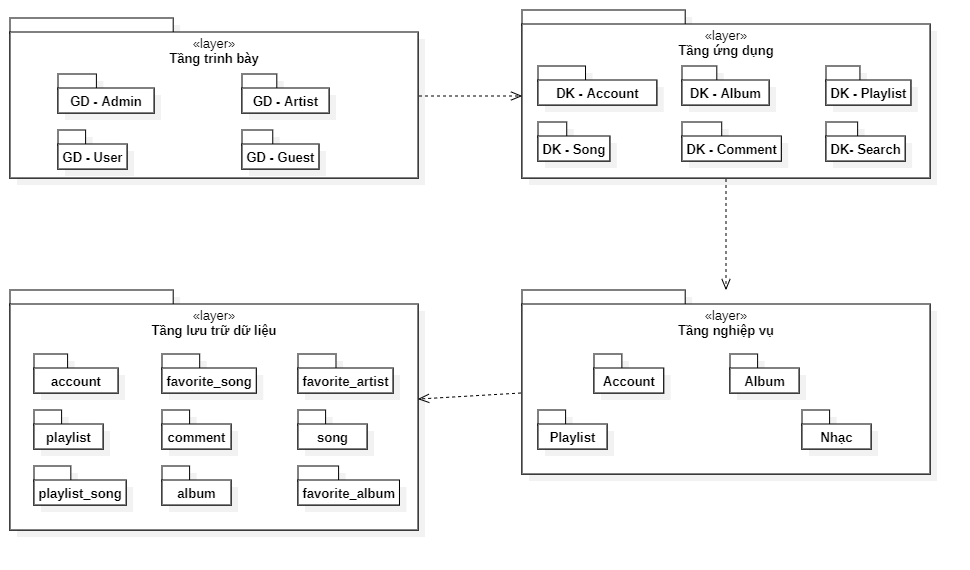 «layer»
Tầng trinh bày
GD - Admin
GD - Artist
GD - User
GD - Guest
«layer»
Tầng ứng dụng
DK - Account
DK - Album
DK - Playlist
DK - Song
DK - Comment
DK- Search
«layer»
Tầng lưu trữ dữ liệu
account
favorite_song
favorite_artist
playlist
comment
song
playlist_song
album
favorite_album
«layer»
Tầng nghiệp vụ
Account
Album
Playlist
Nhạc